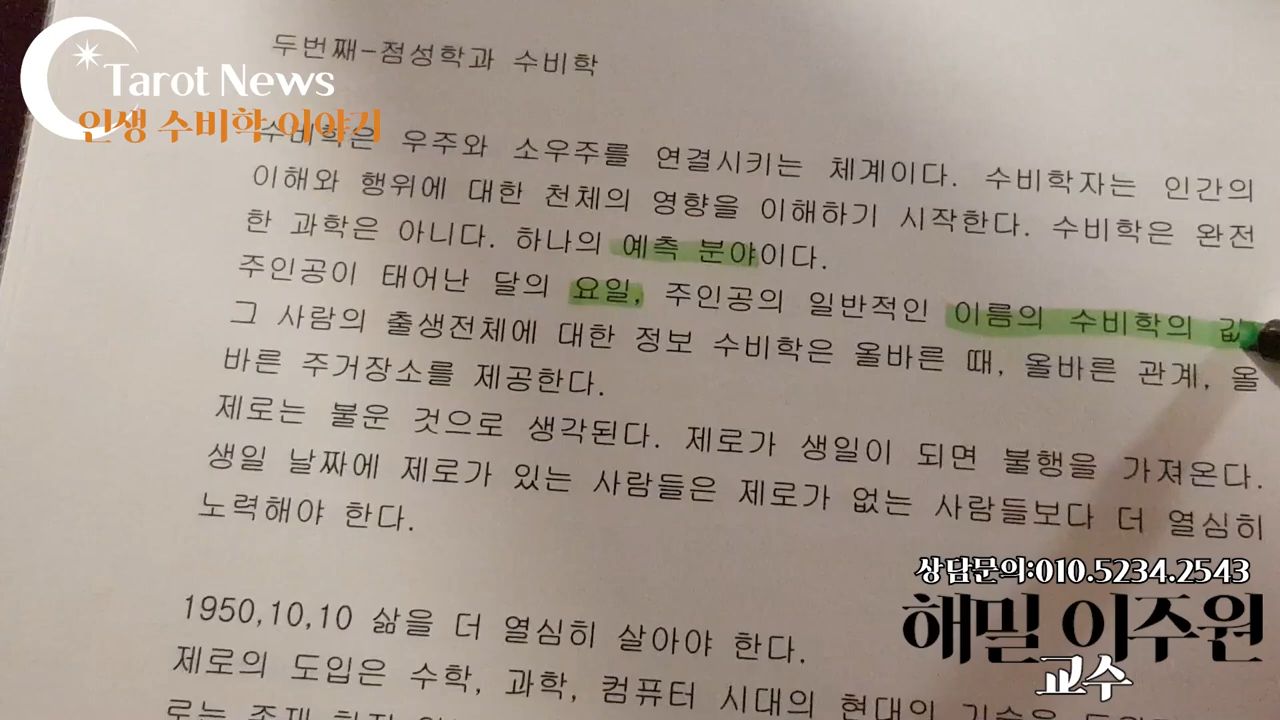 Tarot News
인생 수비학 이야기
두번째-점성학과 수비학
수비학은 우주와 소우주를 연결시키는 체계이다. 수비학자는 인간의
이해와 행위에 대한 천체의 영향을 이해하기 시작한다. 수비학은 완전
한 과학은 아니다. 하나의 예측 분야이다.
주인공이 태어난 달의 요일, 주인공의 일반적인 이름의 수비학의 값
그 사람의 출생전체에 대한 정보 수비학은 올바른 때, 올바른 관계, 올
바른 주거장소를 제공한다.
제로는 불운 것으로 생각된다. 제로가 생일이 되면 불행을 가져온다.
생일 날짜에 제로가 있는 사람들은 제로가 없는 사람들보다 더 열심히
노력해야 한다.
1950,10,10 삶을 더 열심히 살아야 한다.
제로의 도입은 수학, 과학, 컴퓨터 시대의 현대의 기술은
상담문의:010.5234.2543
해밀 이주원
교수